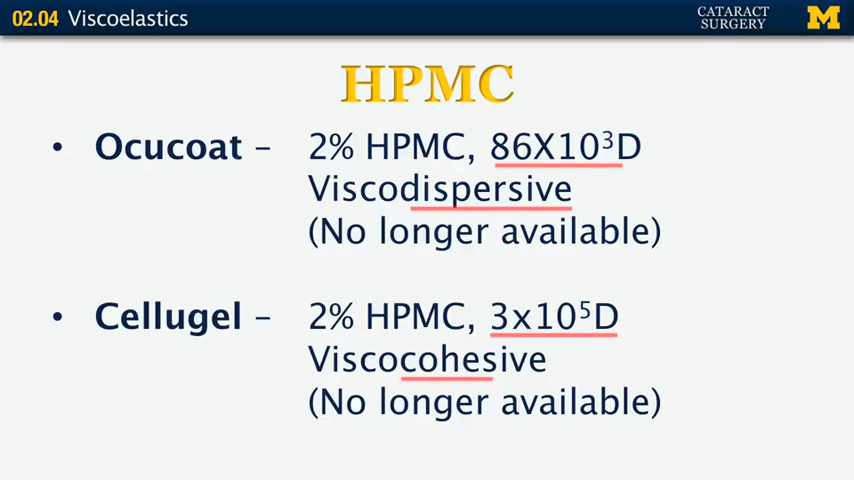 02.04 Viscoelastics
CATARACT
SURGERY
M
HPMC
• Ocucoat – 2% HPMC, 86X10³D
Viscodispersive
(No longer available)
• Cellugel – 2% HPMC, 3x10⁵D
Viscocohesive
(No longer available)